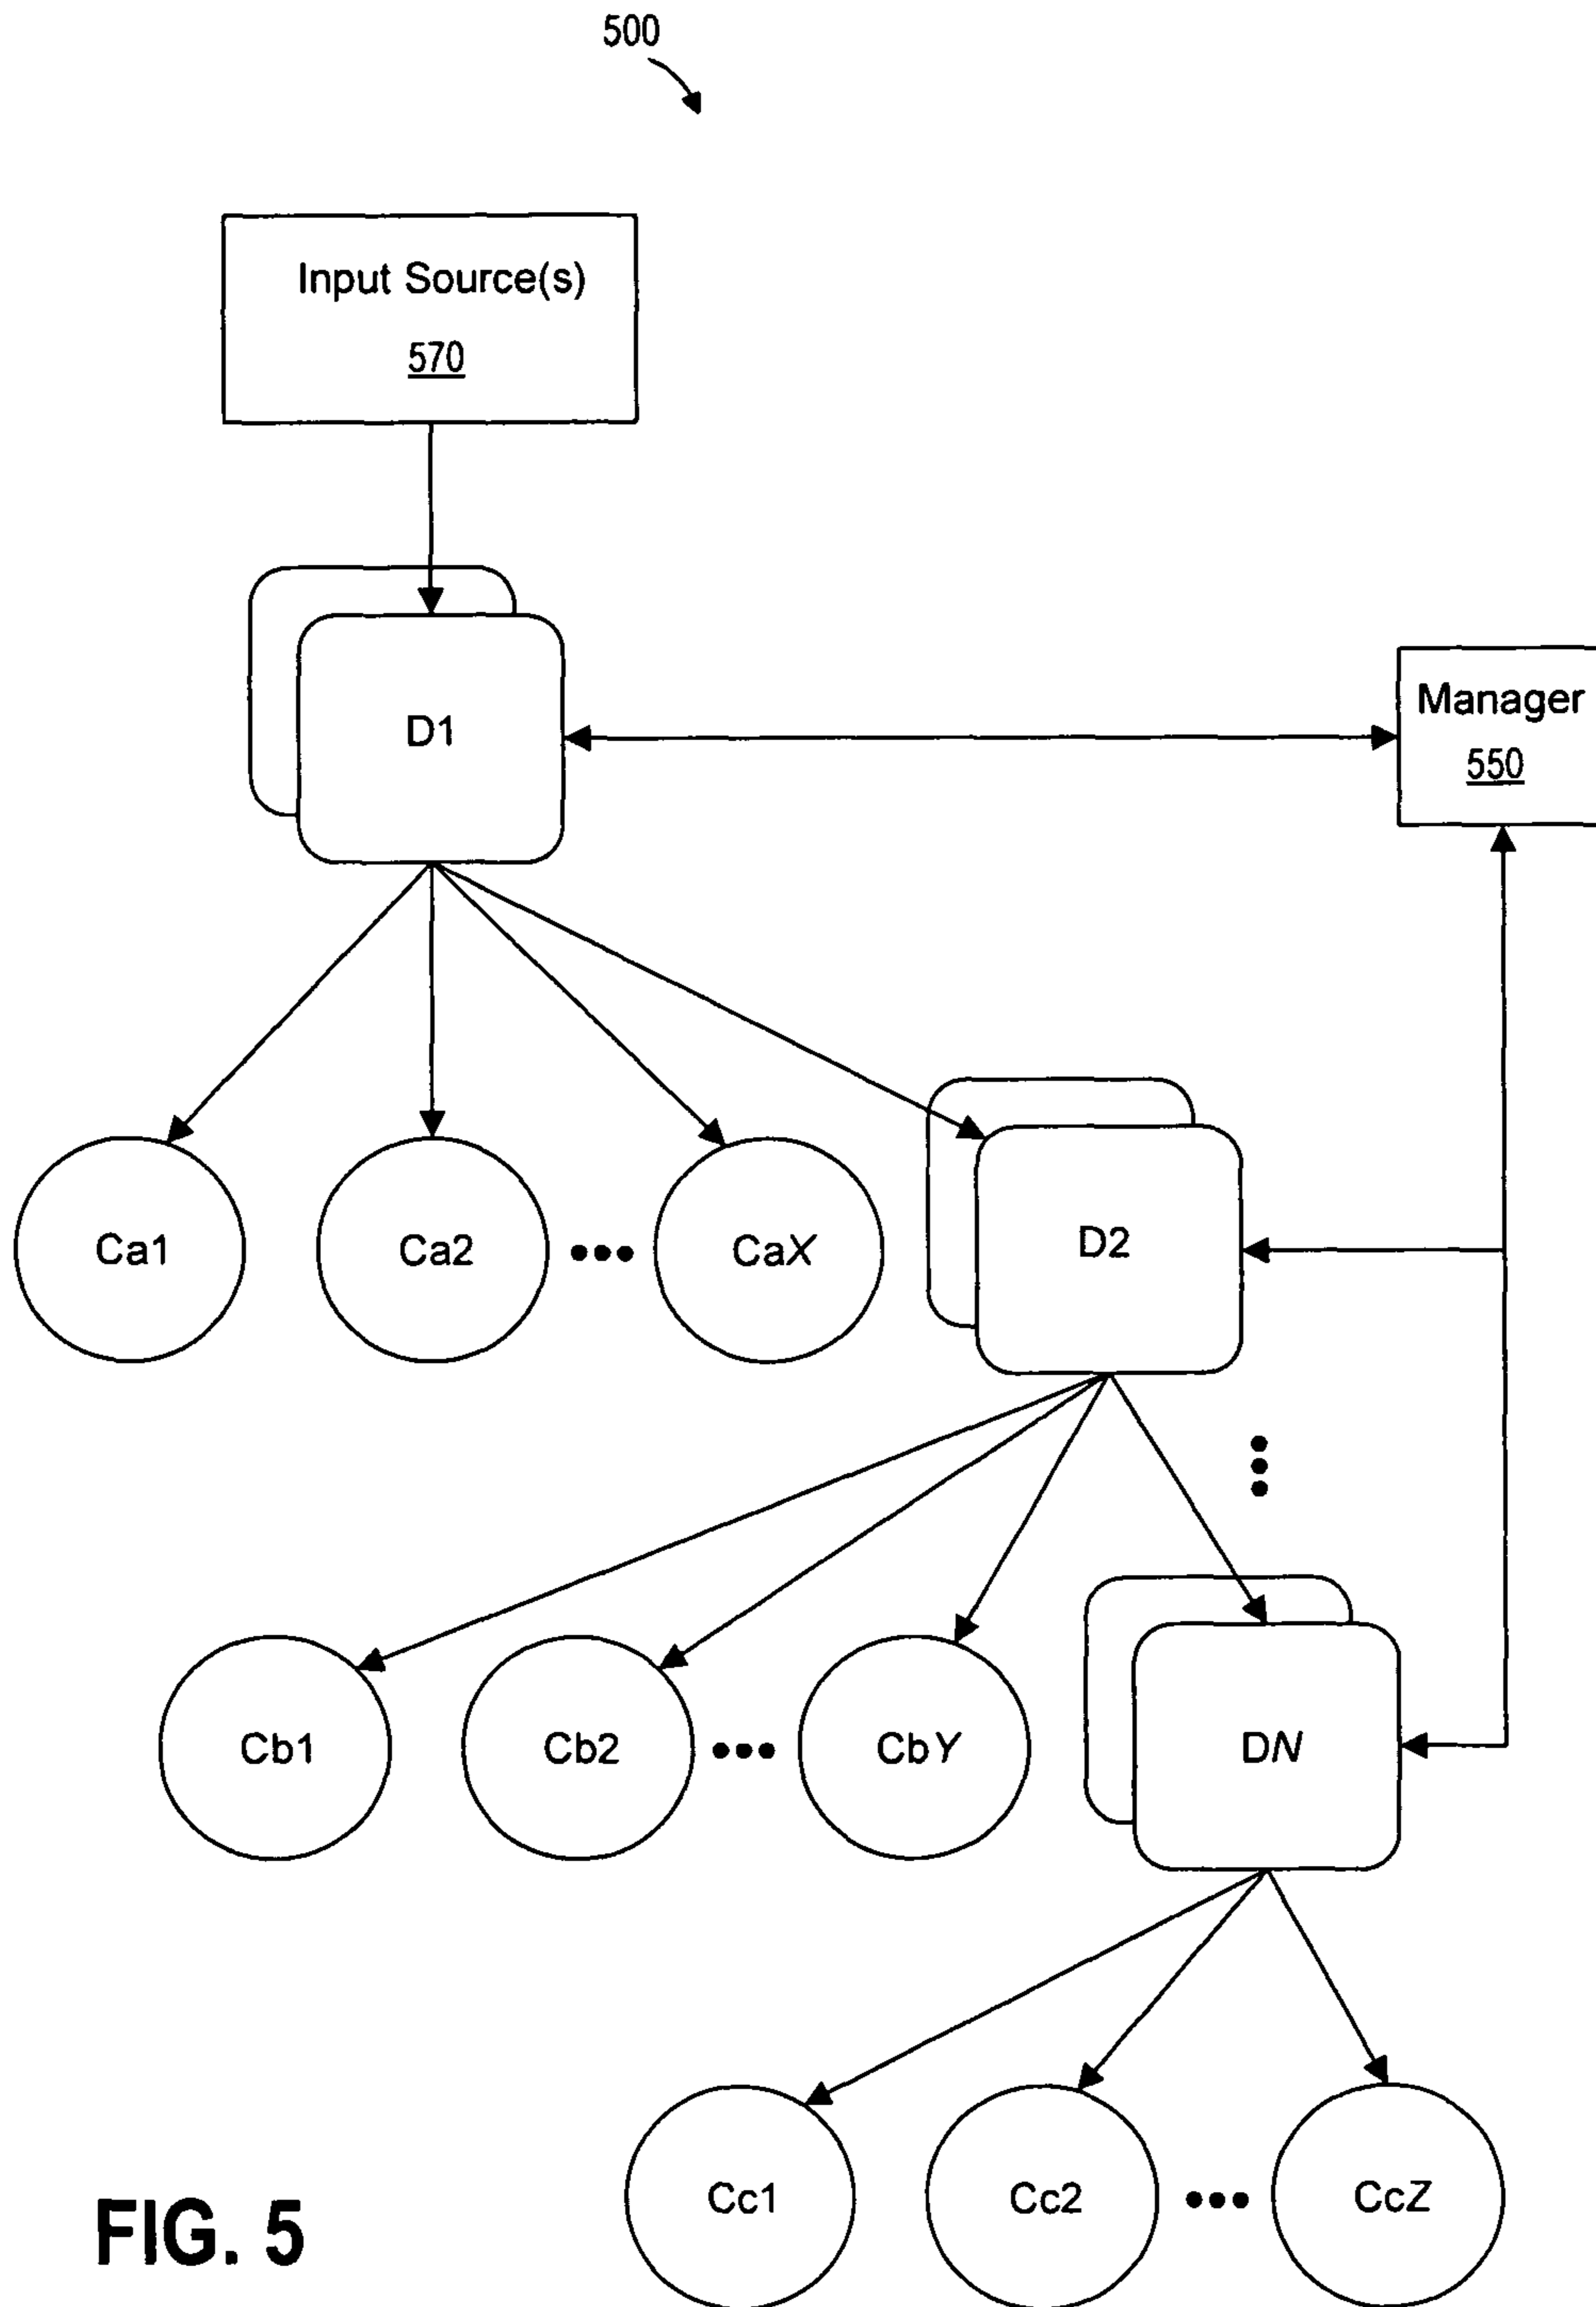 500
Input Source(s)
570
D1
Manager
550
Ca1
Ca2
CaX
D2
Cb1
Cb2
CbY
DN
Cc1
Cc2
CcZ
FIG. 5